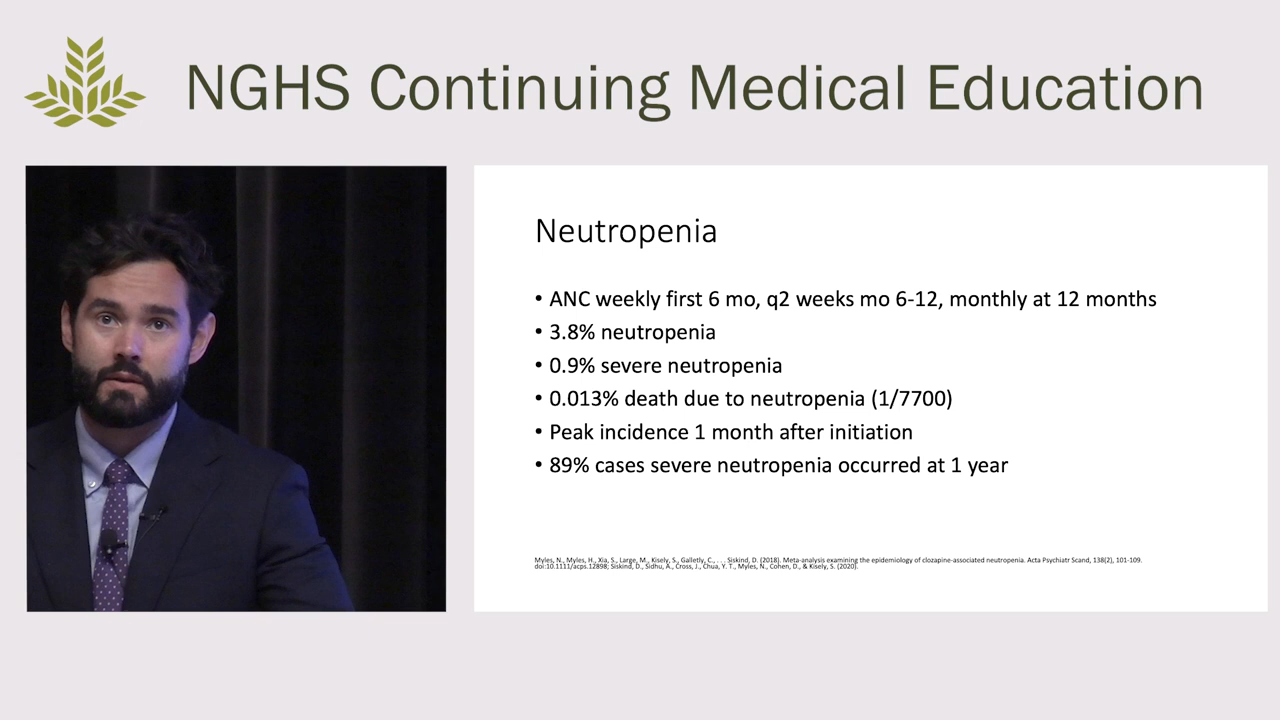 NGHS Continuing Medical Education
Neutropenia
• ANC weekly first 6 mo, q2 weeks mo 6-12, monthly at 12 months
• 3.8% neutropenia
• 0.9% severe neutropenia
• 0.013% death due to neutropenia (1/7700)
• Peak incidence 1 month after initiation
• 89% cases severe neutropenia occurred at 1 year
Myles, N., Myles, H., Xia, S., Large, M., Kisely, S., Galletly, C., . . . Siskind, D. (2018). Meta-analysis examining the epidemiology of clozapine-associated neutropenia. Acta Psychiatr Scand, 138(2), 101-109.
doi:10.1111/acps.12898; Siskind, D., Sidhu, A., Cross, J., Chua, Y. T., Myles, N., Cohen, D., & Kisely, S. (2020).